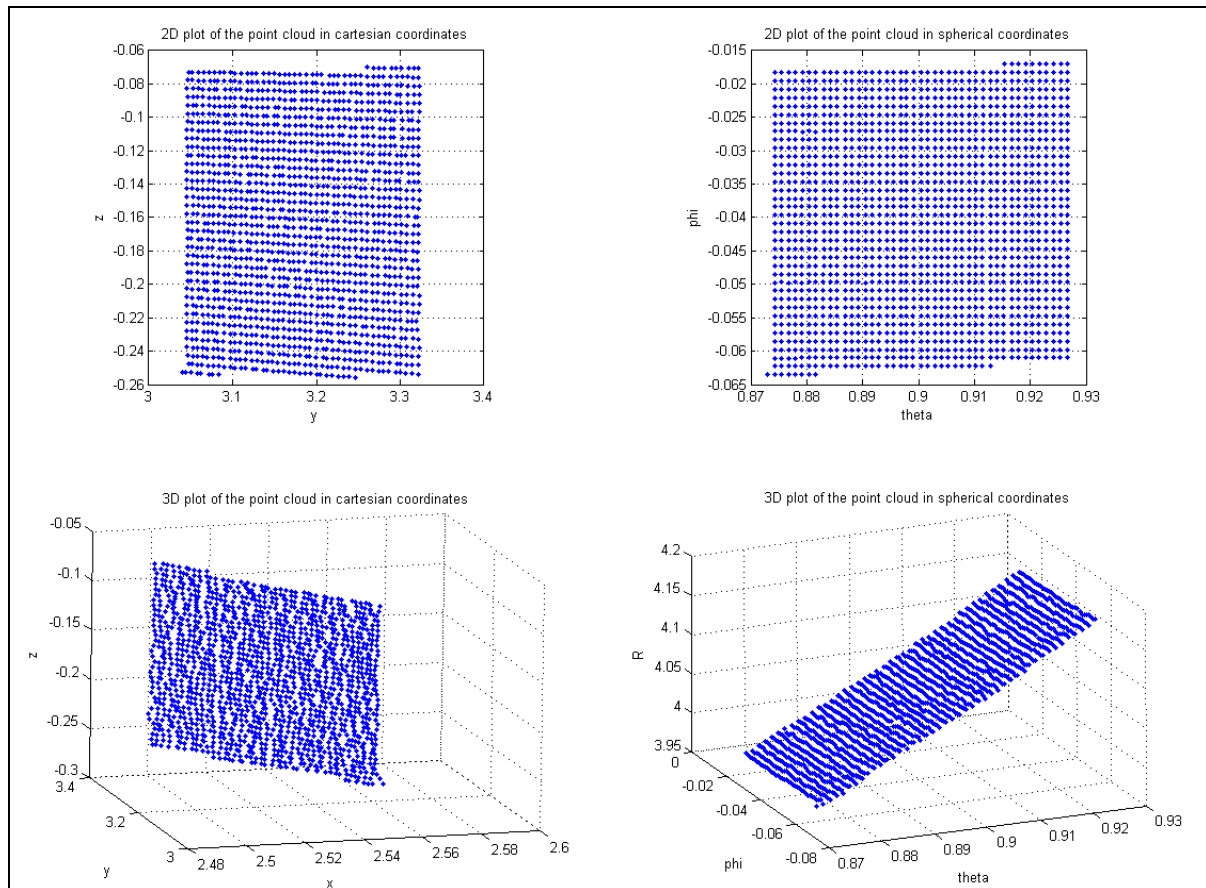 2D plot of the point cloud in cartesian coordinates
-0.06
-0.08
-0.1
-0.12
-0.14
-0.16
-0.18
-0.2
-0.22
-0.24
-0.26
z
3 3.1 3.2 3.3 3.4
y
2D plot of the point cloud in spherical coordinates
-0.015
-0.02
-0.025
-0.03
-0.035
-0.04
-0.045
-0.05
-0.055
-0.06
-0.065
phi
0.87 0.88 0.89 0.9 0.91 0.92 0.93
theta
3D plot of the point cloud in cartesian coordinates
-0.05
-0.1
-0.15
-0.2
-0.25
-0.3
z
3.4
3.2
3
y
2.48 2.5 2.52 2.54 2.56 2.58 2.6
x
3D plot of the point cloud in spherical coordinates
4.2
4.15
4.1
4.05
4
3.95
R
0
-0.02
-0.04
-0.06
-0.08
phi
0.87 0.88 0.89 0.9 0.91 0.92 0.93
theta